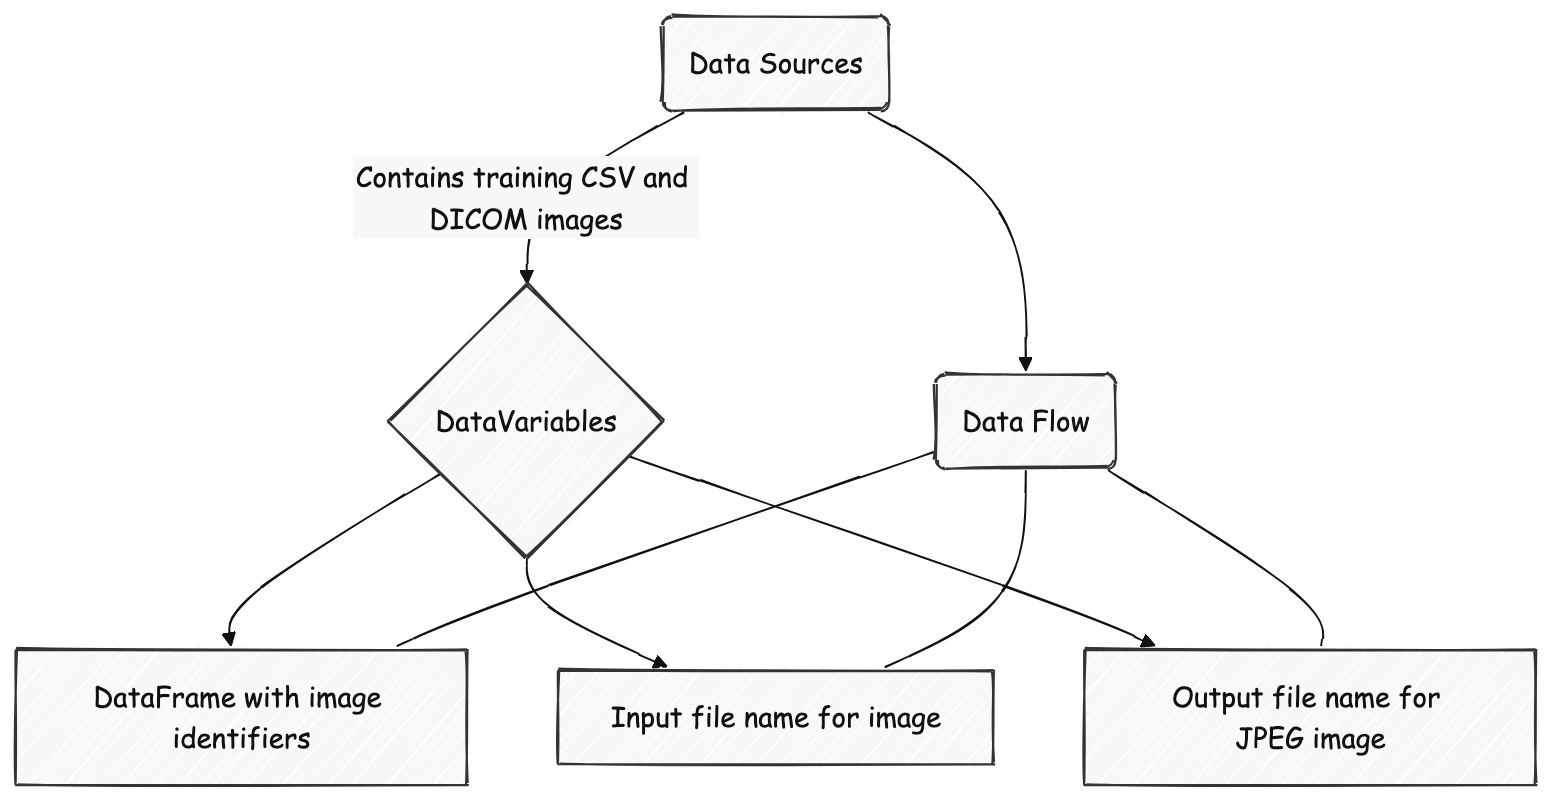 Data Sources
Contains training CSV and
DICOM images
DataVariables
Data Flow
DataFrame with image
identifiers
Input file name for image
Output file name for
JPEG image